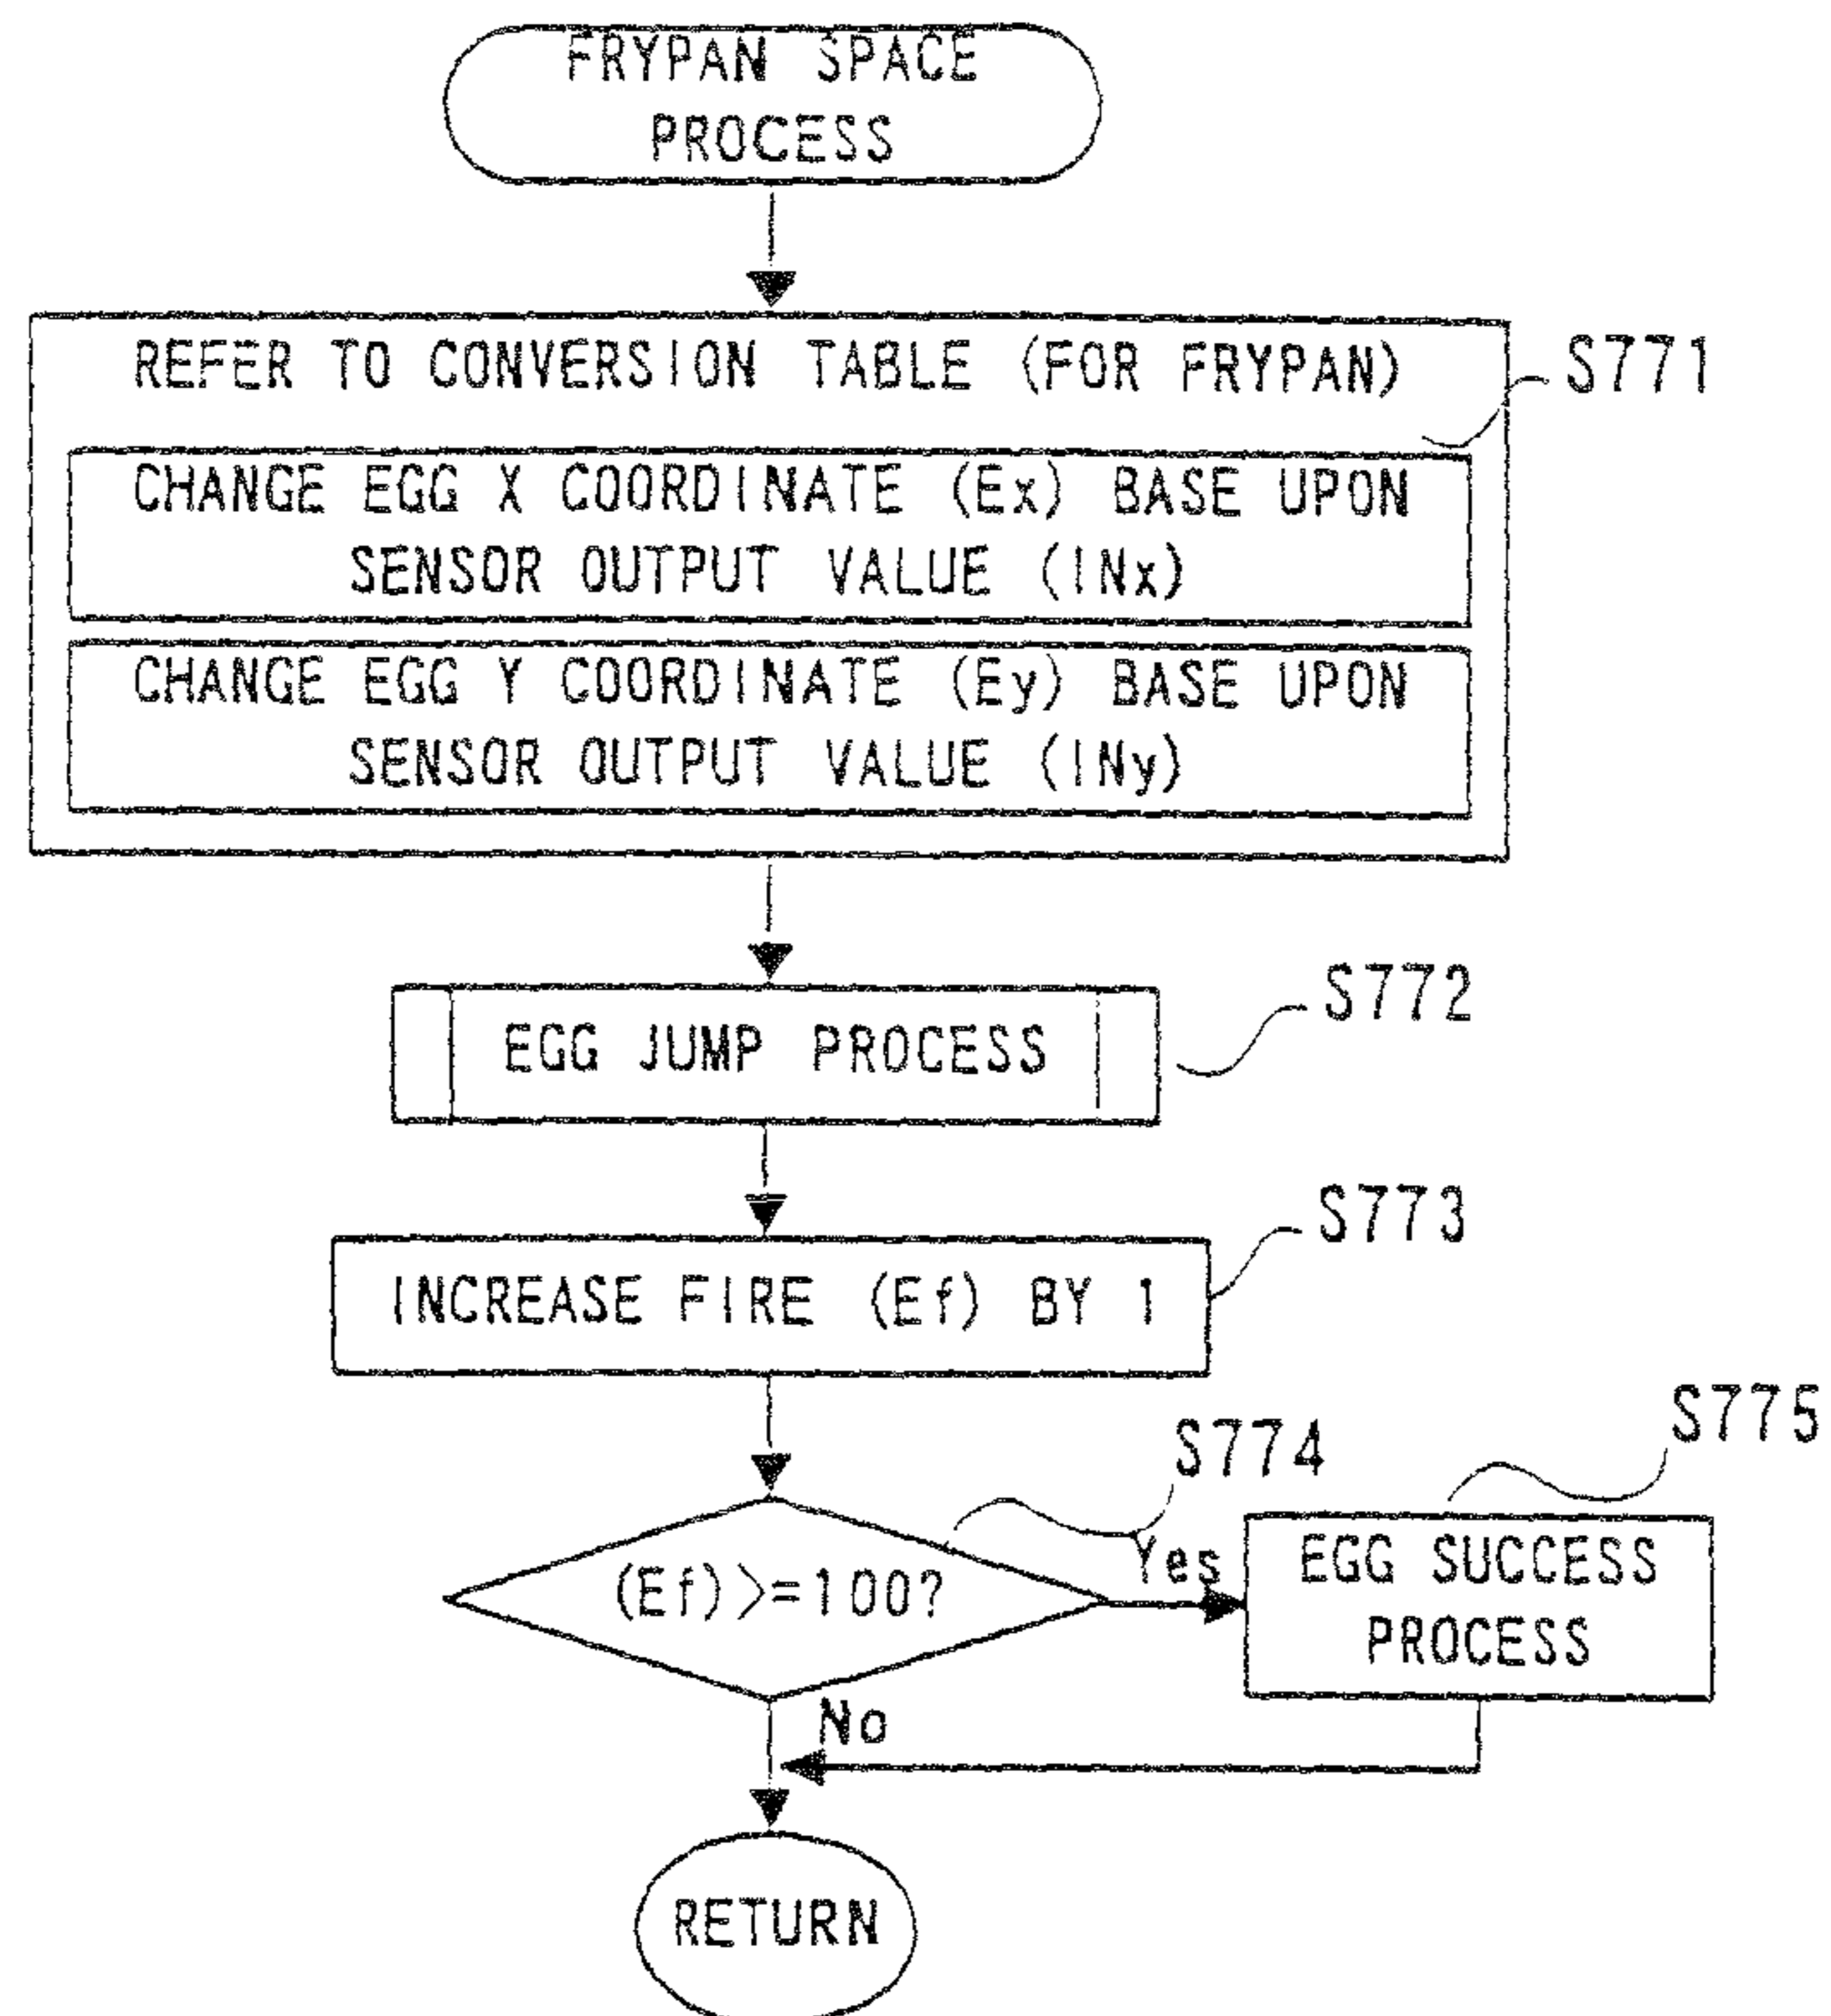 FRYPAN SPACE
PROCESS
REFER TO CONVERSION TABLE (FOR FRYPAN)
S771
CHANGE EGG X COORDINATE (Ex) BASE UPON
SENSOR OUTPUT VALUE (INx)
CHANGE EGG Y COORDINATE (Ey) BASE UPON
SENSOR OUTPUT VALUE (INy)
S772
EGG JUMP PROCESS
S773
INCREASE FIRE (Ef) BY 1
S774
S775
(Ef)>=100?
Yes
EGG SUCCESS
PROCESS
No
RETURN